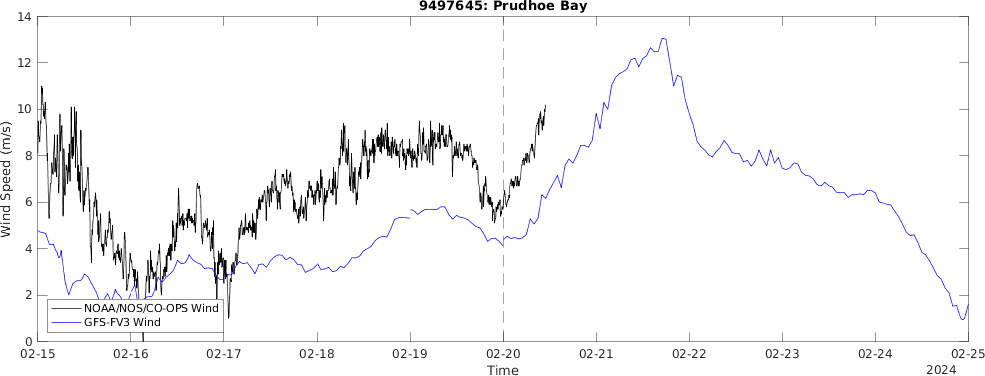 9497645: Prudhoe Bay
14
12
10
8
6
4
2
0
Wind Speed (m/s)
NOAA/NOS/CO-OPS Wind
GFS-FV3 Wind
02-15 02-16 02-17 02-18 02-19 02-20 02-21 02-22 02-23 02-24 02-25
Time
2024